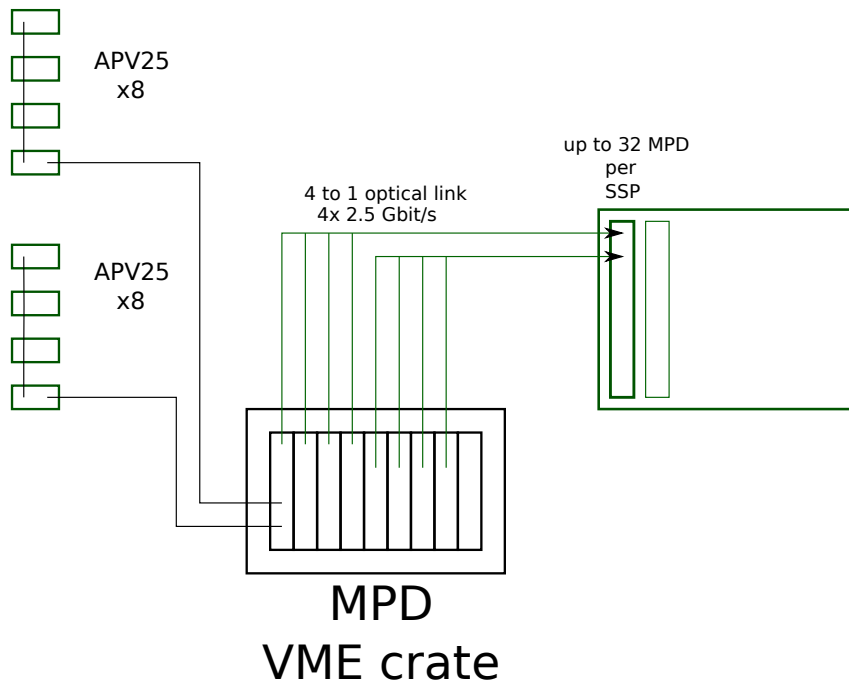 APV25
x8
up to 32 MPD
per
SSP
4 to 1 optical link
4x 2.5 Gbit/s
APV25
x8
MPD
VME crate